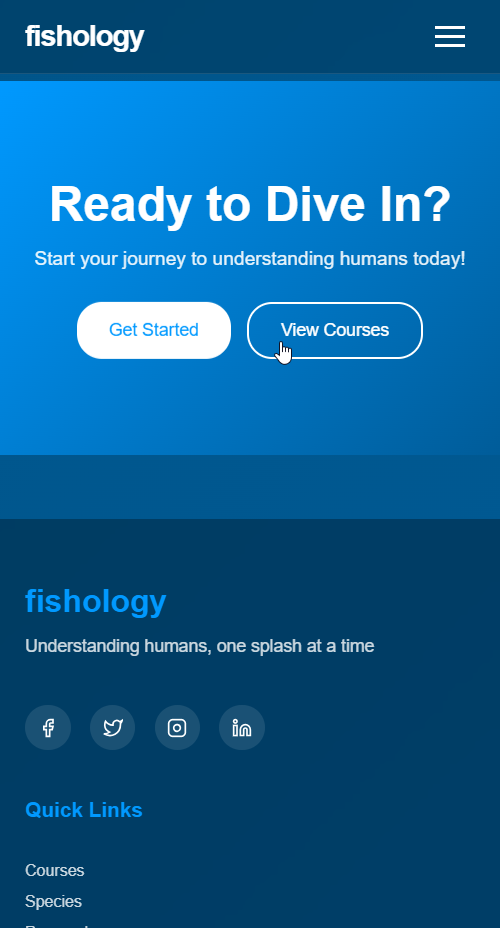 fishology
Ready to Dive In?
Start your journey to understanding humans today!
Get Started
View Courses
fishology
Understanding humans, one splash at a time
Quick Links
Courses
Species